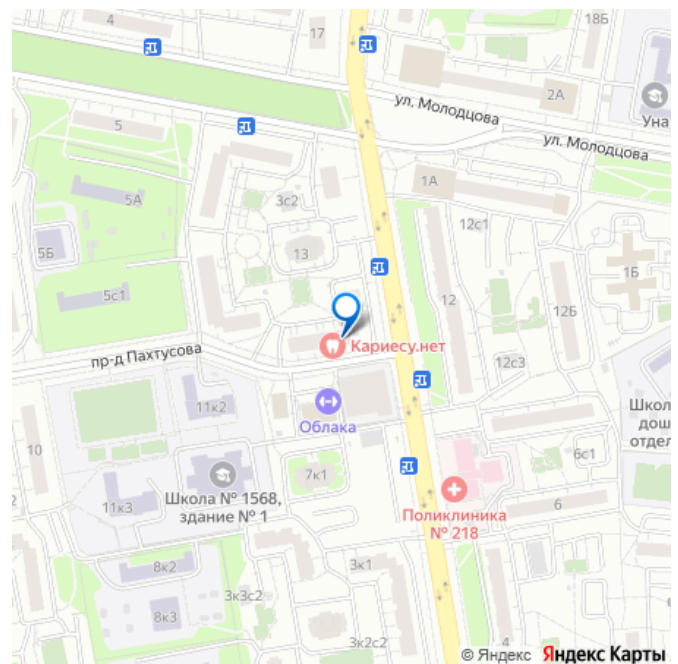 4
17
18Б
2А
ул. Молодцова
Уна
5
ул. Молодцова
1А
5А
3с2
12с1
5Б
13
1Б
5с1
12
12Б
пр-д Пахтусова
Кариесу.нет
12с3
11к2
Облака
Школ
дош
отдел
10
7к1
6с1
Школа № 1568,
здание № 1
11к3
Поликлиника
№ 218
6
8к2
3к1
3к3с2
8к3
3к2с2
4
© Яндекс Яндекс Карты